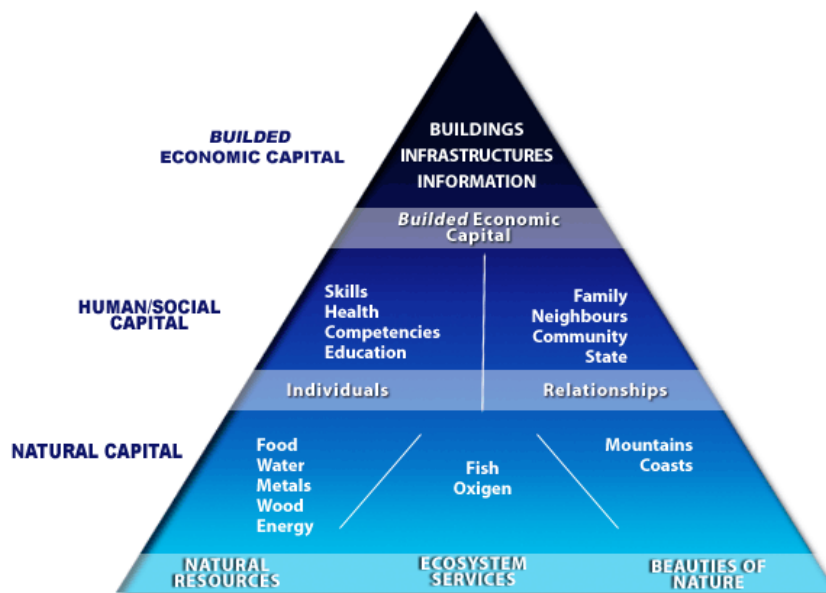 BUILDED
ECONOMIC CAPITAL
BUILDINGS
INFRASTRUCTURES
INFORMATION
Builded Economic
Capital
HUMAN/SOCIAL
CAPITAL
Skills
Health
Competencies
Education
Family
Neighbours
Community
State
Individuals
Relationships
NATURAL CAPITAL
Food
Water
Metals
Wood
Energy
Fish
Oxigen
Mountains
Coasts
NATURAL
RESOURCES
ECOSYSTEM
SERVICES
BEAUTIES OF
NATURE